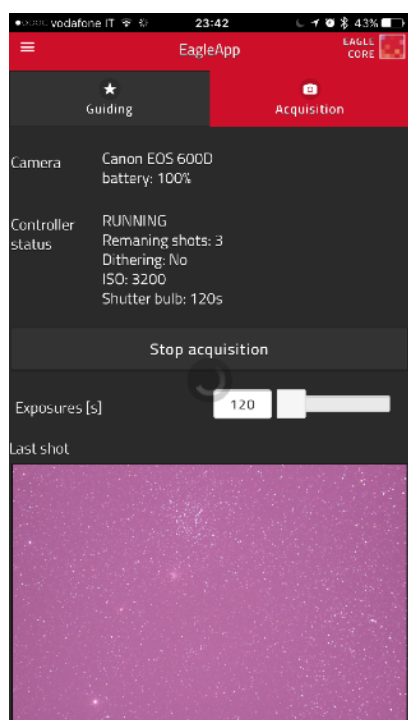 vodafone IT 23:42 43%
EagleApp
EAGLE
CORE
Guiding
Acquisition
Camera
Canon EOS 600D
battery: 100%
Controller
status
RUNNING
Remaning shots: 3
Dithering: No
ISO: 3200
Shutter bulb: 120s
Stop acquisition
Exposures [s] 120
Last shot